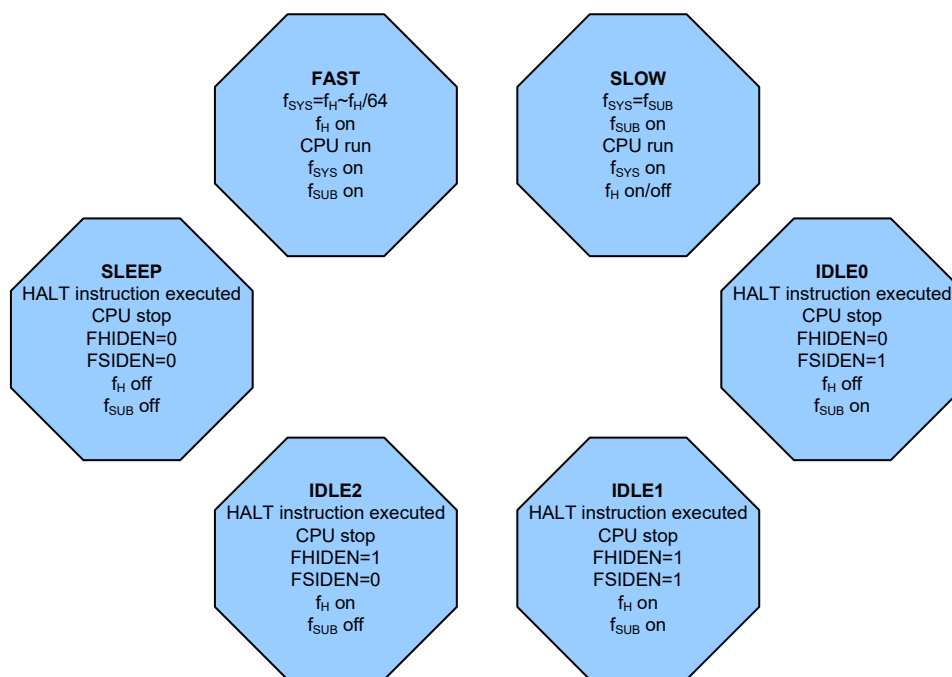 FAST
fSYS=fH~fH/64
fH on
CPU run
fSYS on
fSUB on
SLOW
fSYS=fSUB
fSUB on
CPU run
fSYS on
fH on/off
SLEEP
HALT instruction executed
CPU stop
FHIDEN=0
FSIDEN=0
fH off
fSUB off
IDLE0
HALT instruction executed
CPU stop
FHIDEN=0
FSIDEN=1
fH off
fSUB on
IDLE2
HALT instruction executed
CPU stop
FHIDEN=1
FSIDEN=0
fH on
fSUB off
IDLE1
HALT instruction executed
CPU stop
FHIDEN=1
FSIDEN=1
fH on
fSUB on